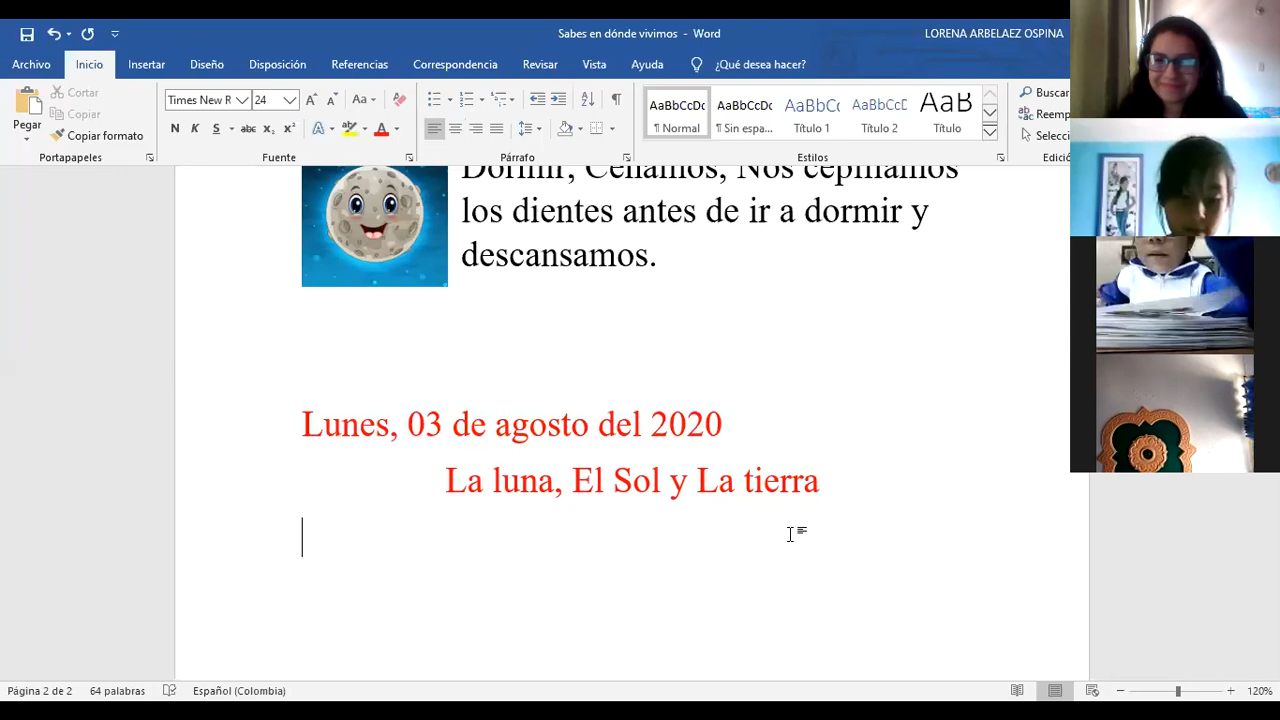 Sabes en dónde vivimos - Word
LORENA ARBELAEZ OSPINA
Archivo Inicio Insertar Diseño Disposición Referencias Correspondencia Revisar Vista Ayuda ¿Qué desea hacer?
Pegar
Cortar
Copiar
Copiar formato
Portapapeles
Times New R 24
Aa
N K S abc x₂ x²
Fuente
Párrafo
AaBbCcDc AaBbCcDc AaBbCc AaBbCcD AaB
¶ Normal ¶ Sin espa... Título 1 Título 2 Título
Estilos
Buscar
Reemp
Selecci
Edició
Dormir, Cenamos, Nos cepillamos
los dientes antes de ir a dormir y
descansamos.
Lunes, 03 de agosto del 2020
La luna, El Sol y La tierra
Página 2 de 2 64 palabras Español (Colombia) 120%